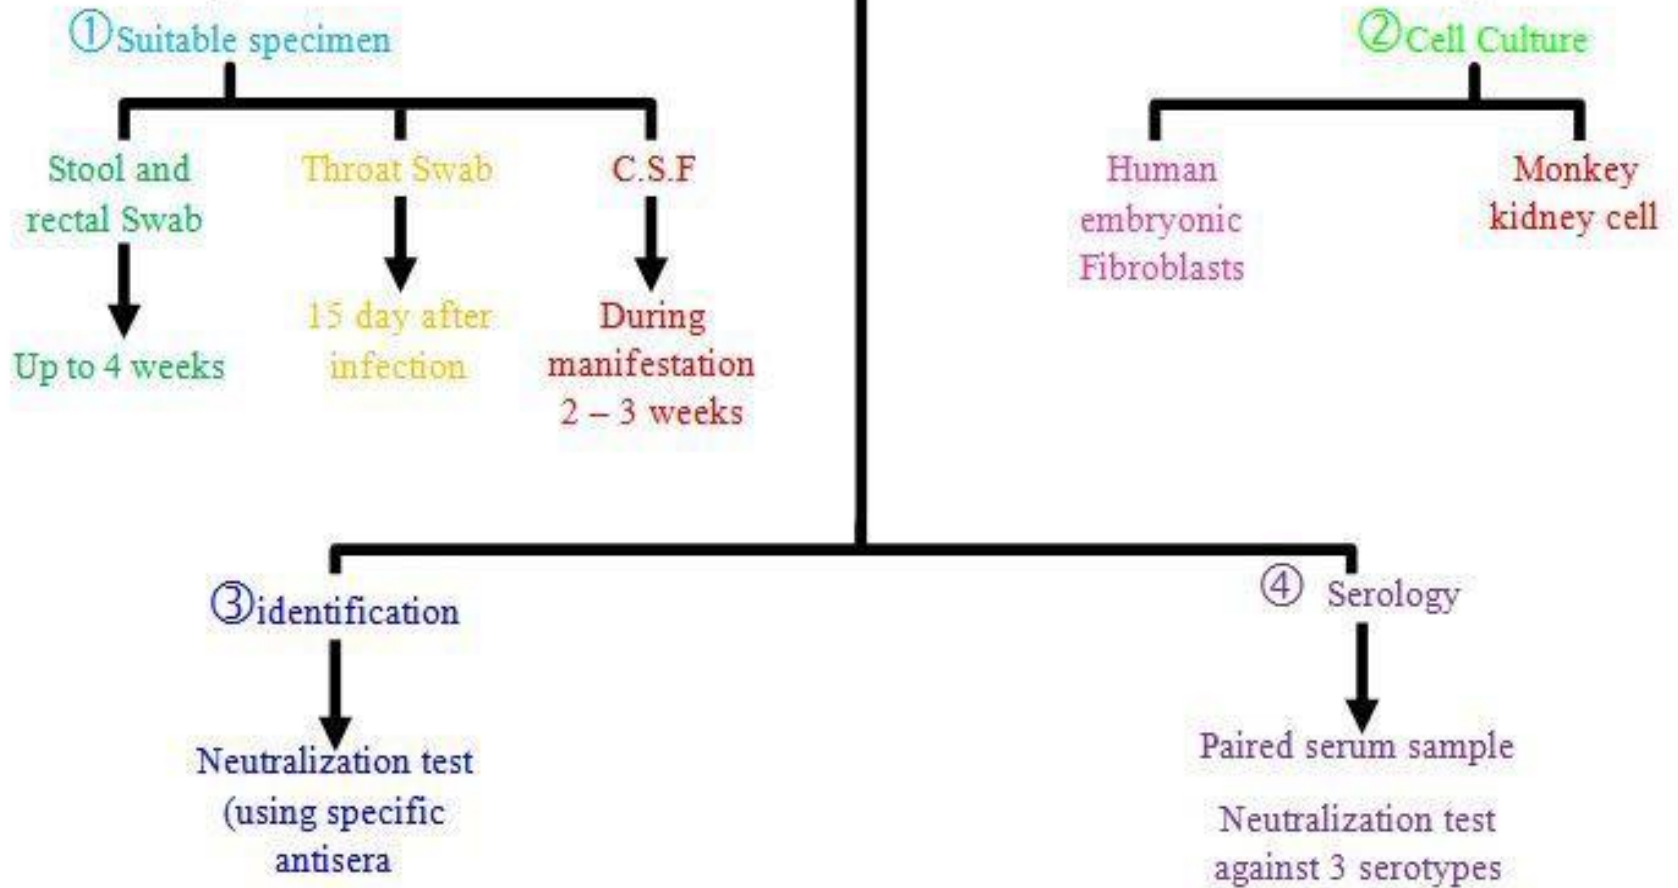 ①Suitable specimen
②Cell Culture
Stool and
rectal Swab
Throat Swab
C.S.F
Human
embryonic
Fibroblasts
Monkey
kidney cell
Up to 4 weeks
15 day after
infection
During
manifestation
2 – 3 weeks
③identification
④ Serology
Neutralization test
(using specific
antisera
Paired serum sample
Neutralization test
against 3 serotypes